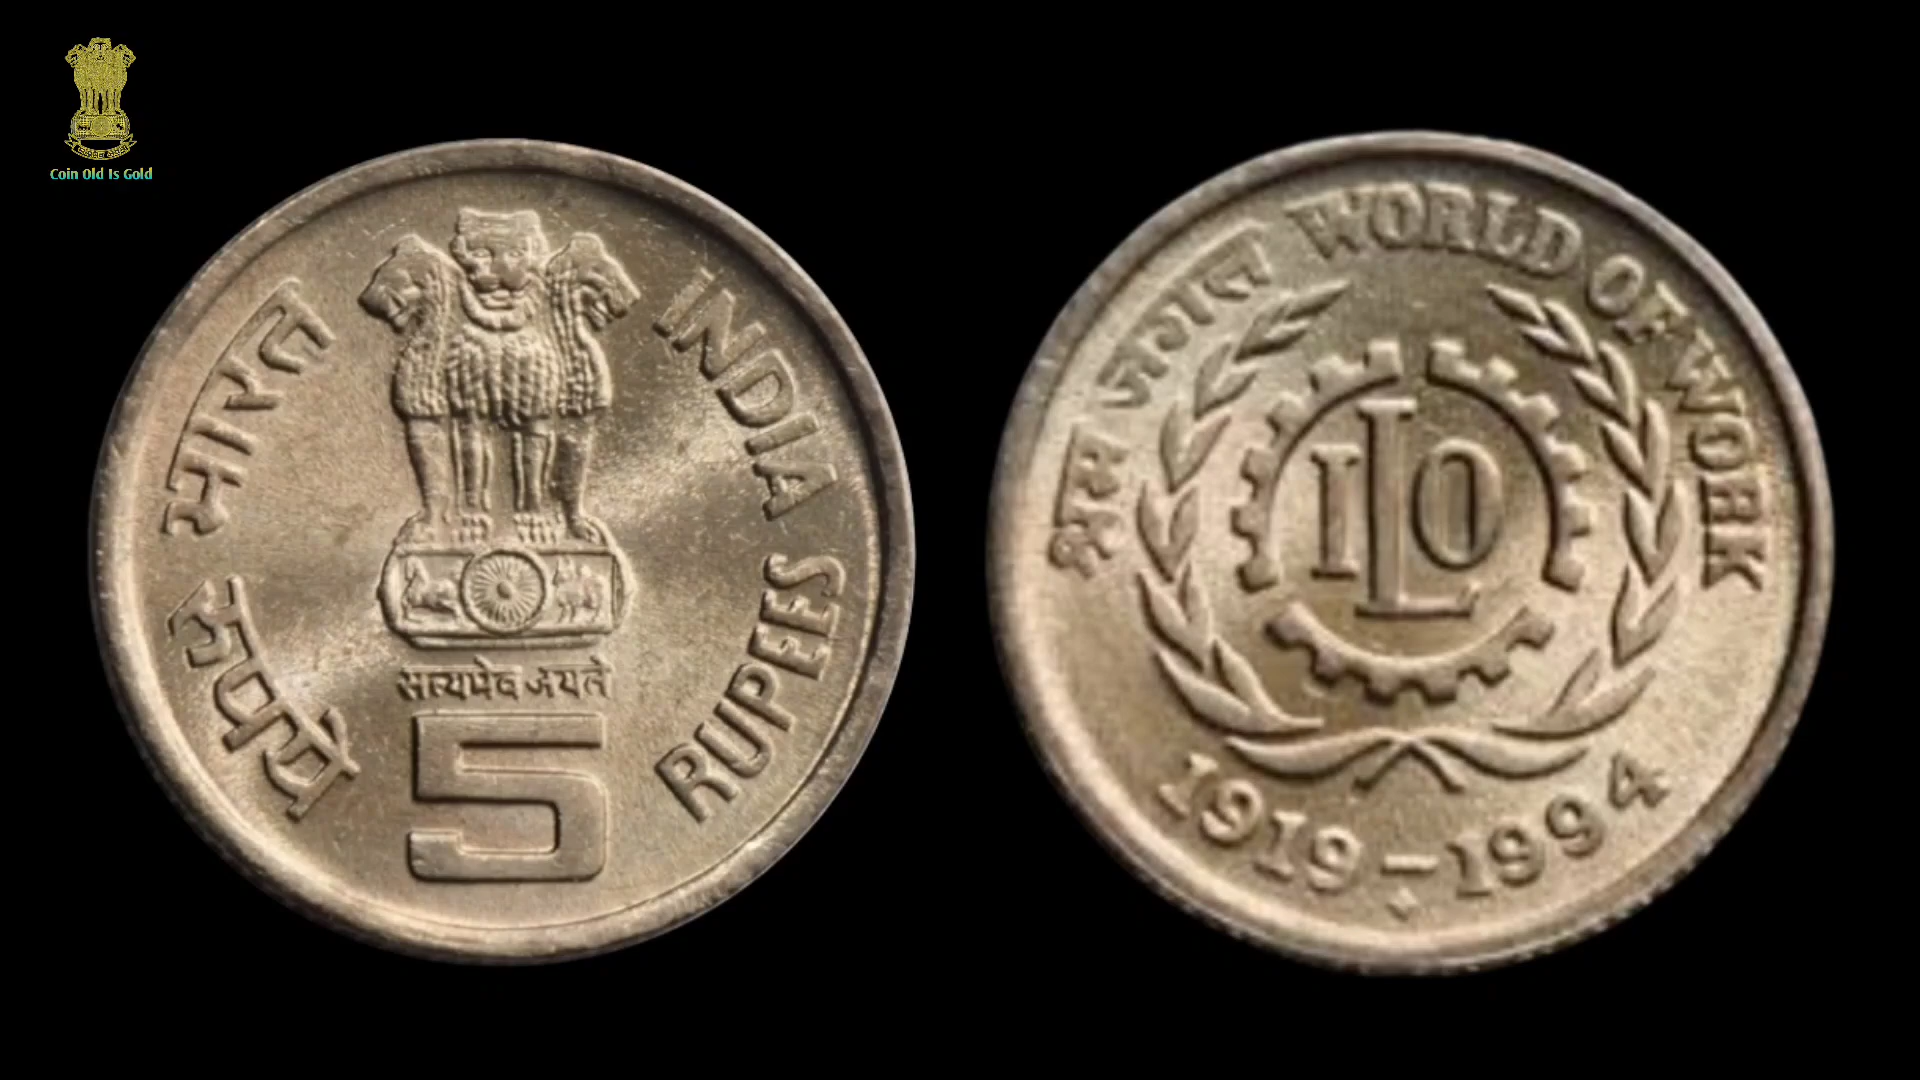 Coin Old Is Gold
भारत
INDIA
रुपये
RUPEES
सत्यमेव जयते
5
श्रम जगत WORLD OF WORK
ILO
1919-1994